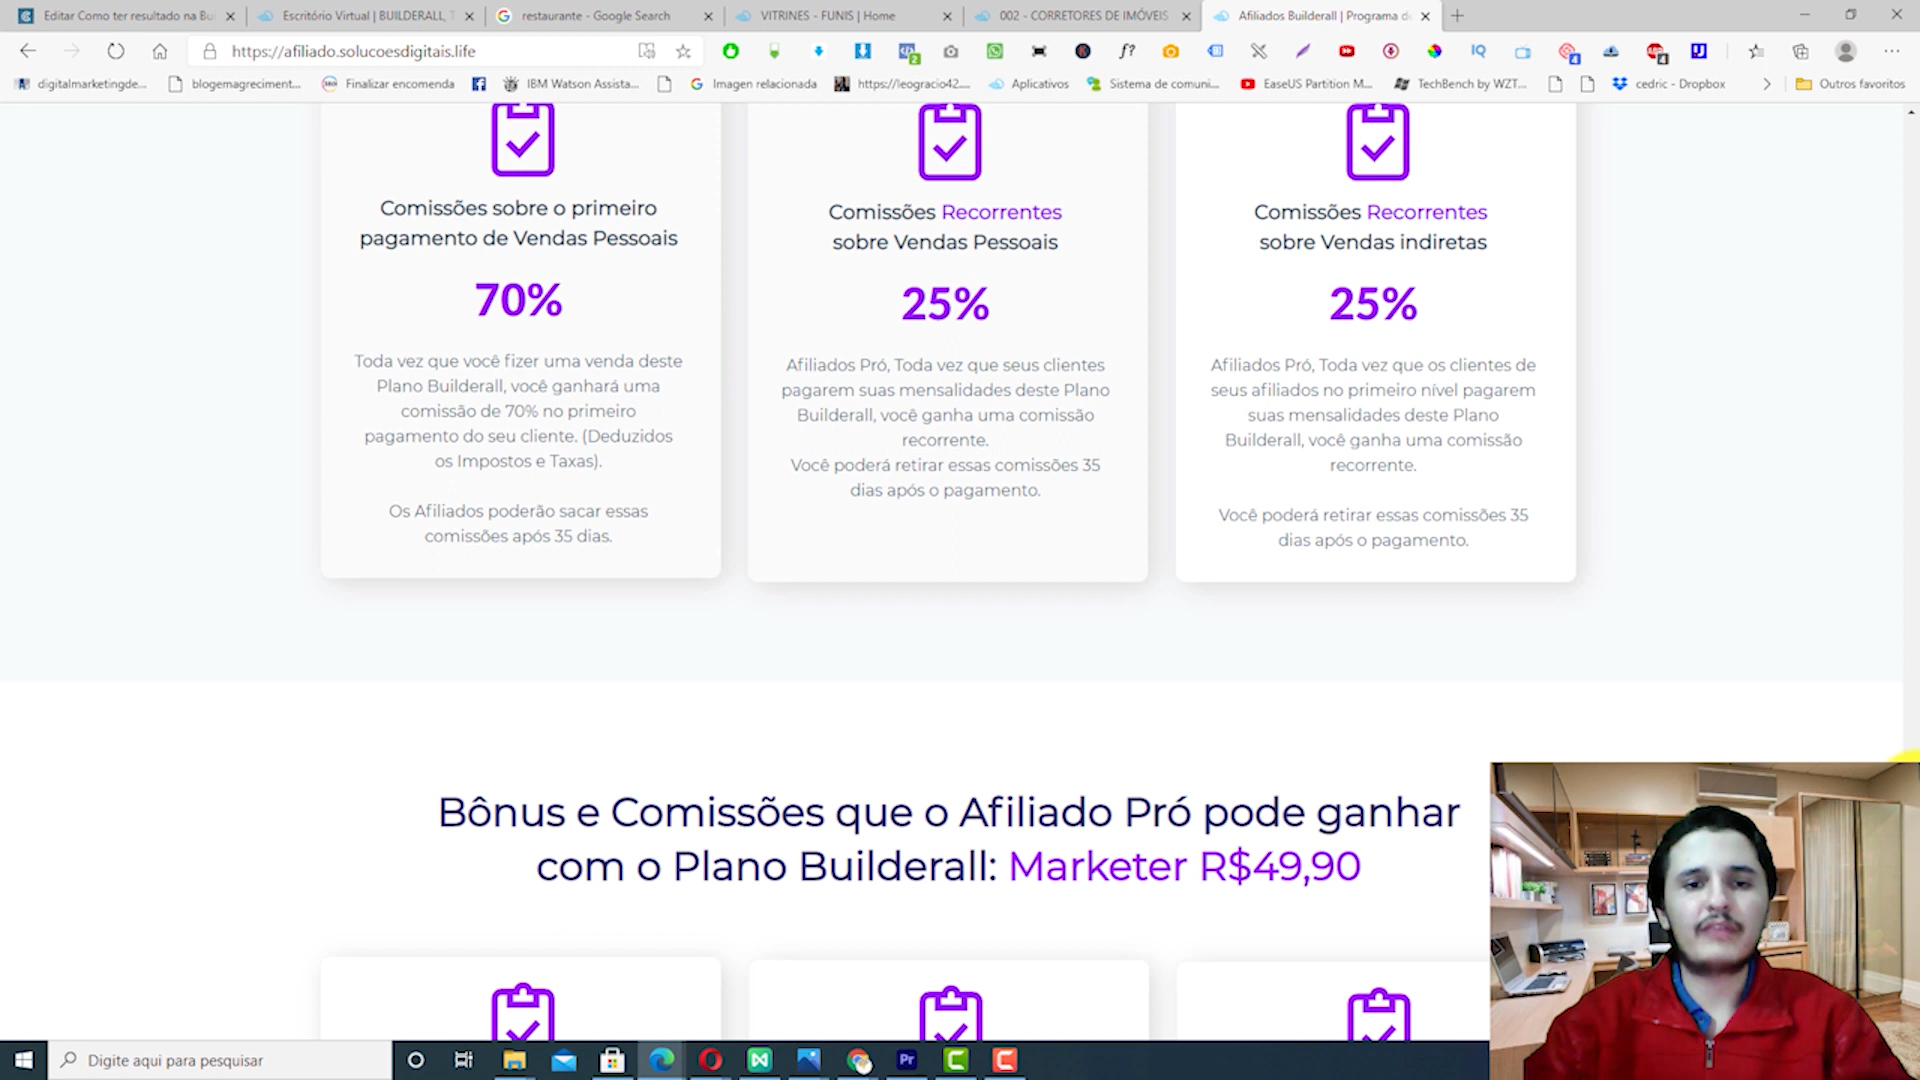 Editar Como ter resultado na Bui
Escritório Virtual | BUILDERALL, T
restaurante - Google Search
VITRINES - FUNIS | Home
002 - CORRETORES DE IMÓVEIS
Afiliados Builderall | Programa de
https://afiliado.solucoesdigitais.life
digitalmarketingde...
blogemagreciment...
Finalizar encomenda
IBM Watson Assista...
Imagen relacionada
https://leogracio42...
Aplicativos
Sistema de comuni...
EaseUS Partition M...
TechBench by WZT...
cedric - Dropbox
Outros favoritos
Comissões sobre o primeiro
pagamento de Vendas Pessoais
70%
Toda vez que você fizer uma venda deste
Plano Builderall, você ganhará uma
comissão de 70% no primeiro
pagamento do seu cliente. (Deduzidos
os Impostos e Taxas).
Os Afiliados poderão sacar essas
comissões após 35 dias.
Comissões Recorrentes
sobre Vendas Pessoais
25%
Afiliados Pró, Toda vez que seus clientes
pagarem suas mensalidades deste Plano
Builderall, você ganha uma comissão
recorrente.
Você poderá retirar essas comissões 35
dias após o pagamento.
Comissões Recorrentes
sobre Vendas indiretas
25%
Afiliados Pró, Toda vez que os clientes de
seus afiliados no primeiro nível pagarem
suas mensalidades deste Plano
Builderall, você ganha uma comissão
recorrente.
Você poderá retirar essas comissões 35
dias após o pagamento.
Bônus e Comissões que o Afiliado Pró pode ganhar
com o Plano Builderall: Marketer R$49,90
Digite aqui para pesquisar